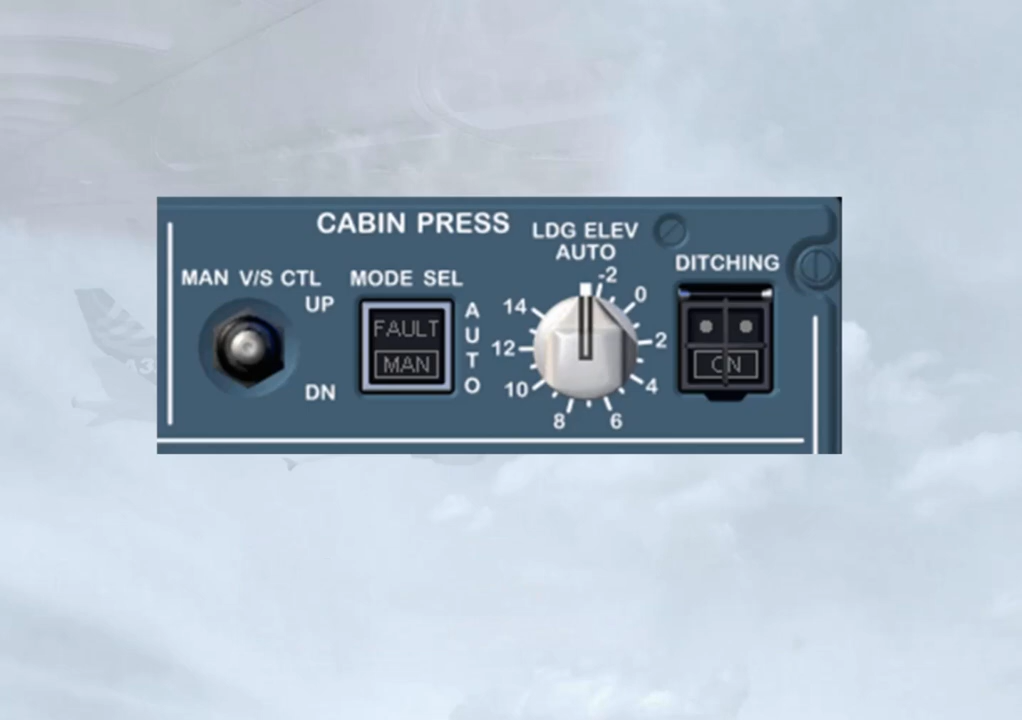 CABIN PRESS
LDG ELEV
AUTO
MAN V/S CTL
UP
DN
MODE SEL
FAULT
MAN
AUTO
-2
0
2
4
6
8
10
12
14
DITCHING
ON
A3